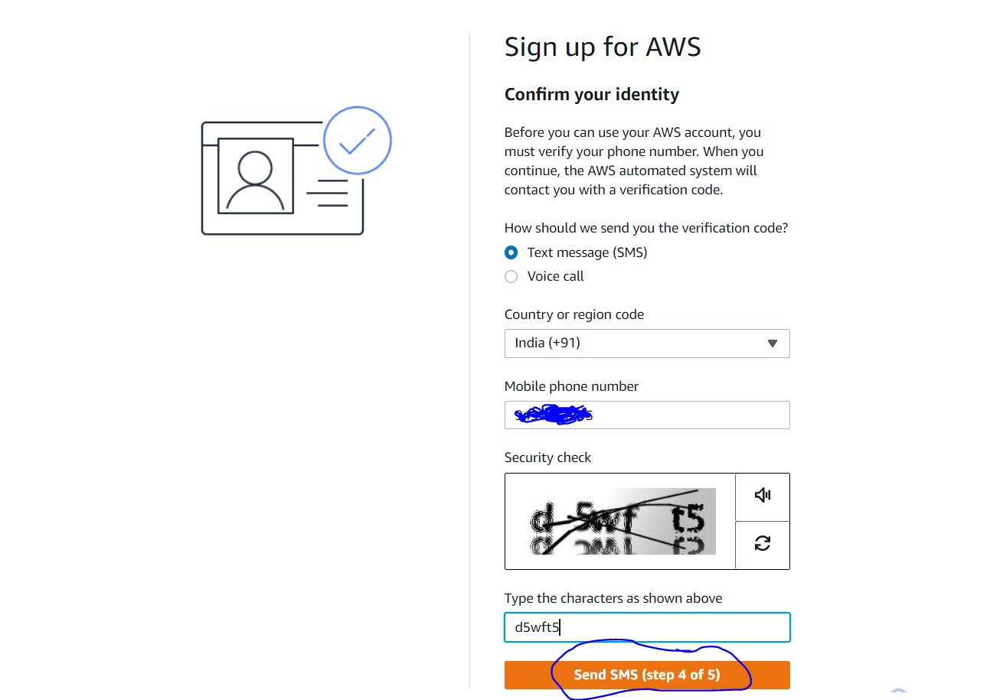 Sign up for AWS
Confirm your identity
Before you can use your AWS account, you
must verify your phone number. When you
continue, the AWS automated system will
contact you with a verification code.
How should we send you the verification code?
Text message (SMS)
Voice call
Country or region code
India (+91)
Mobile phone number
Security check
d 5wf t5
Type the characters as shown above
d5wft5
Send SMS (step 4 of 5)